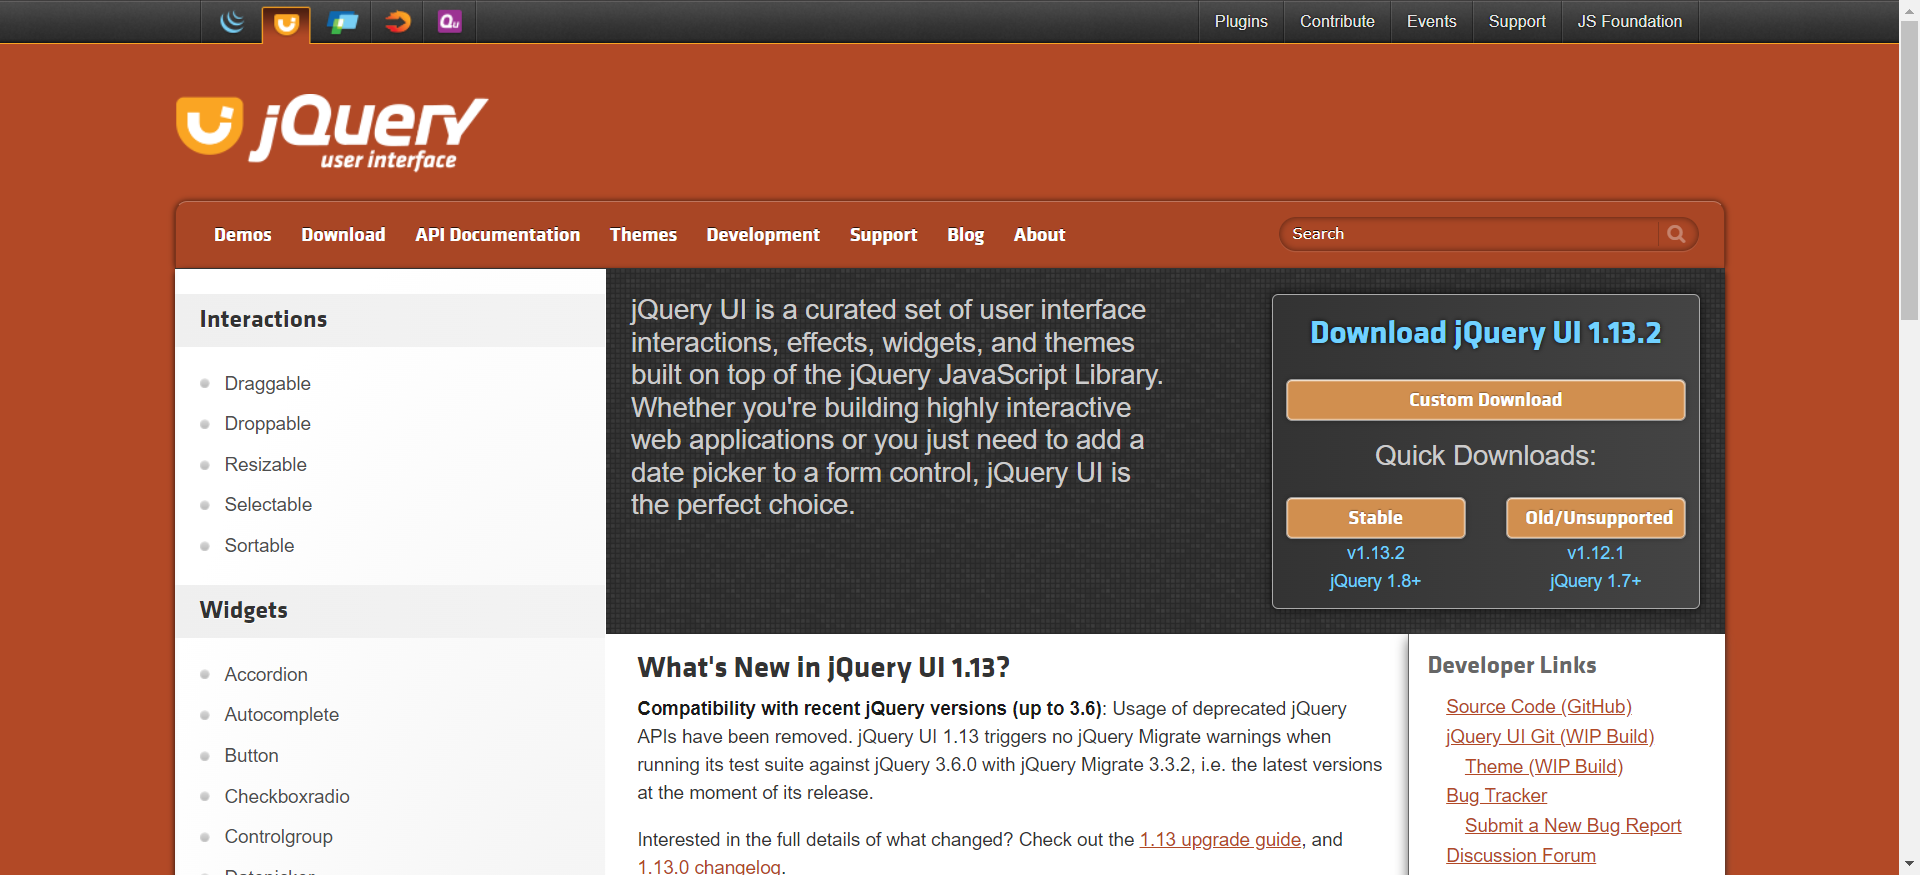 Plugins
Contribute
Events
Support
JS Foundation
jQuery
user interface
Demos
Download
API Documentation
Themes
Development
Support
Blog
About
Search
Interactions
Draggable
Droppable
Resizable
Selectable
Sortable
Widgets
Accordion
Autocomplete
Button
Checkboxradio
Controlgroup
Datepicker
jQuery UI is a curated set of user interface
interactions, effects, widgets, and themes
built on top of the jQuery JavaScript Library.
Whether you're building highly interactive
web applications or you just need to add a
date picker to a form control, jQuery UI is
the perfect choice.
Download jQuery UI 1.13.2
Custom Download
Quick Downloads:
Stable
v1.13.2
jQuery 1.8+
Old/Unsupported
v1.12.1
jQuery 1.7+
What's New in jQuery UI 1.13?
Compatibility with recent jQuery versions (up to 3.6): Usage of deprecated jQuery
APIs have been removed. jQuery UI 1.13 triggers no jQuery Migrate warnings when
running its test suite against jQuery 3.6.0 with jQuery Migrate 3.3.2, i.e. the latest versions
at the moment of its release.
Interested in the full details of what changed? Check out the 1.13 upgrade guide, and
1.13.0 changelog.
Developer Links
Source Code (GitHub)
jQuery UI Git (WIP Build)
Theme (WIP Build)
Bug Tracker
Submit a New Bug Report
Discussion Forum
Qu